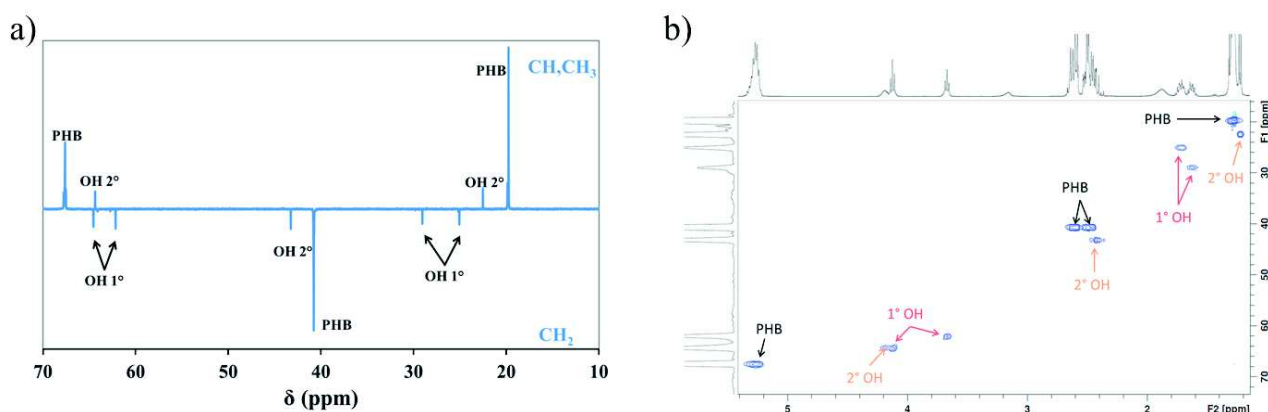 a)
CH,CH₃
PHB
PHB
OH 2°
OH 2°
OH 1°
OH 2°
OH 1°
PHB
CH₂
70 60 50 40 30 20 10
δ (ppm)
b)
PHB
2° OH
1° OH
PHB
2° OH
1° OH
PHB
2° OH
F1 [ppm]
30
40
50
60
70
5 4 3 2 F2 [ppm]